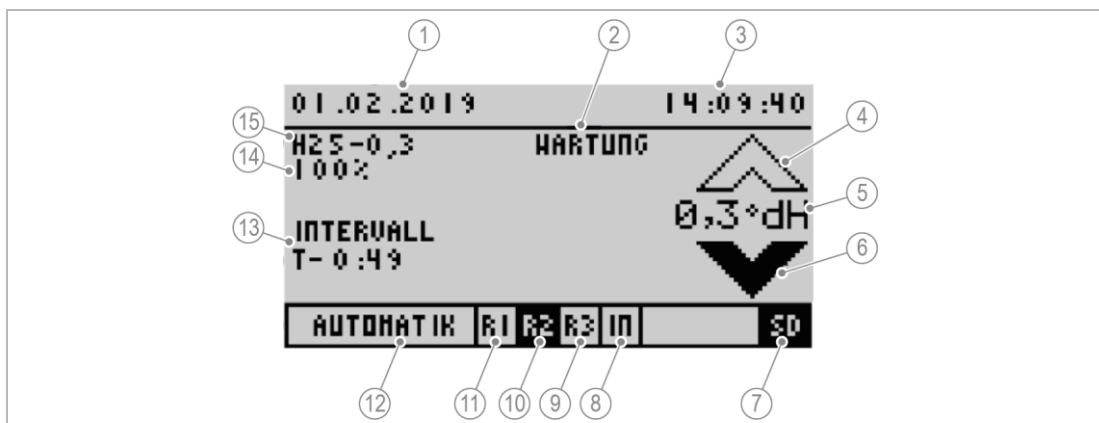 1 2 3
01.02.2019 14:09:40
15 H2S-0,3 WARTUNG 4
14 100%
0,3°dH 5
13 INTERVALL
T-0:49 6
AUTOMATIK R1 R2 R3 IN SD
12 11 10 9 8 7